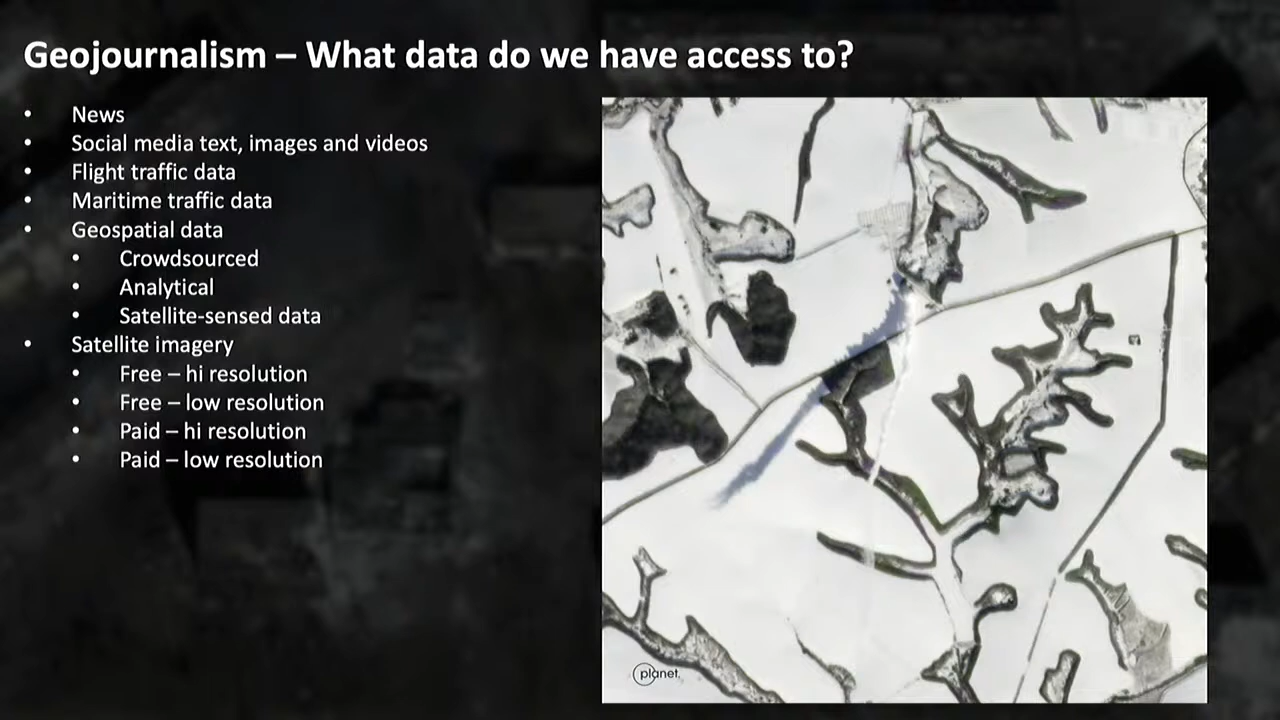 Geojournalism – What data do we have access to?
• News
• Social media text, images and videos
• Flight traffic data
• Maritime traffic data
• Geospatial data
• Crowdsourced
• Analytical
• Satellite-sensed data
• Satellite imagery
• Free – hi resolution
• Free – low resolution
• Paid – hi resolution
• Paid – low resolution
planet.